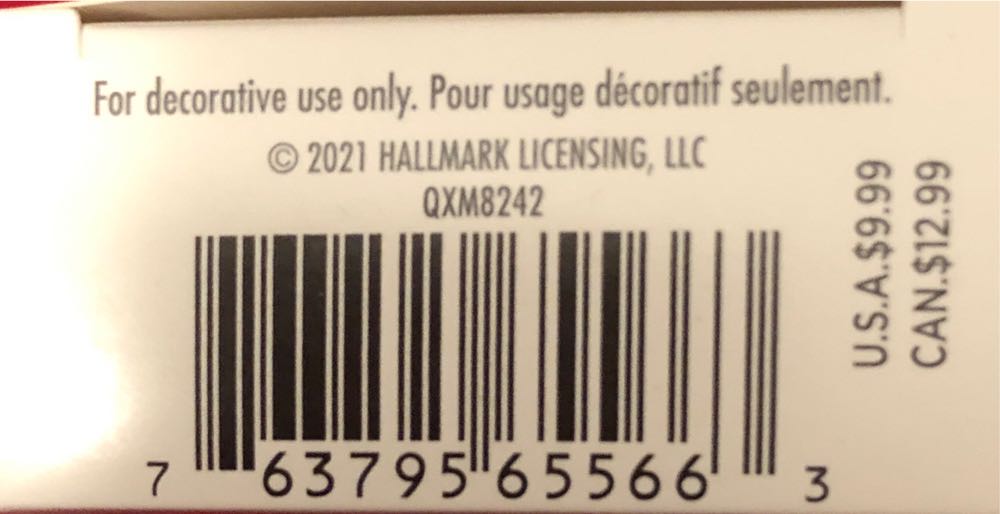 For decorative use only. Pour usage décoratif seulement.
© 2021 HALLMARK LICENSING, LLC
QXM8242
7 63795 65566 3
U.S.A.$9.99
CAN.$12.99